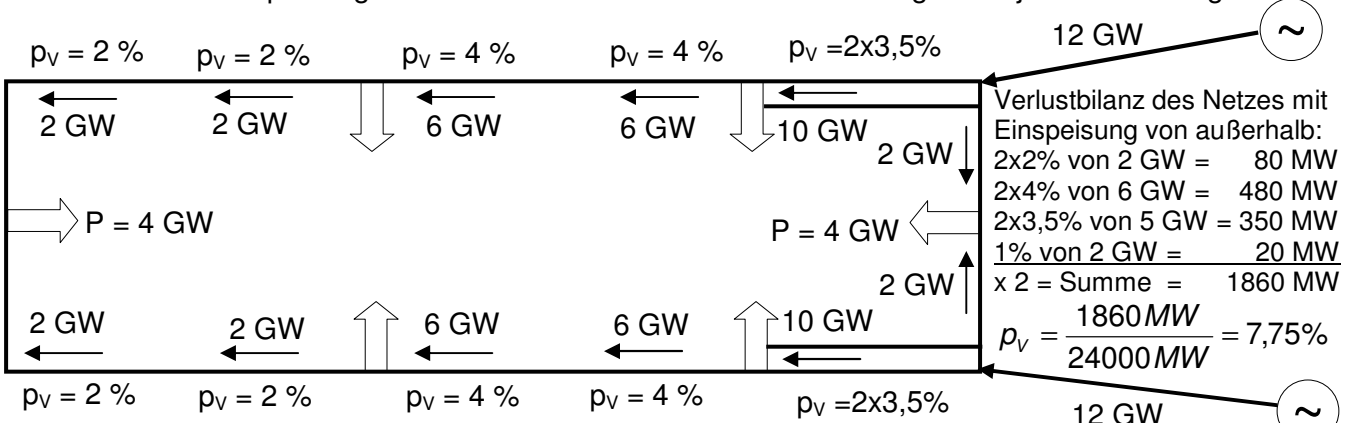 p_V = 2 % p_V = 2 % p_V = 4 % p_V = 4 % p_V =2x3,5% 12 GW ~
2 GW 2 GW 6 GW 6 GW 10 GW
2 GW
P = 4 GW P = 4 GW
2 GW
2 GW 2 GW 6 GW 6 GW 10 GW
p_V = 2 % p_V = 2 % p_V = 4 % p_V = 4 % p_V =2x3,5% 12 GW ~
Verlustbilanz des Netzes mit
Einspeisung von außerhalb:
2x2% von 2 GW = 80 MW
2x4% von 6 GW = 480 MW
2x3,5% von 5 GW = 350 MW
1% von 2 GW = 20 MW
x 2 = Summe = 1860 MW
p_V = 1860 MW / 24000 MW = 7,75%